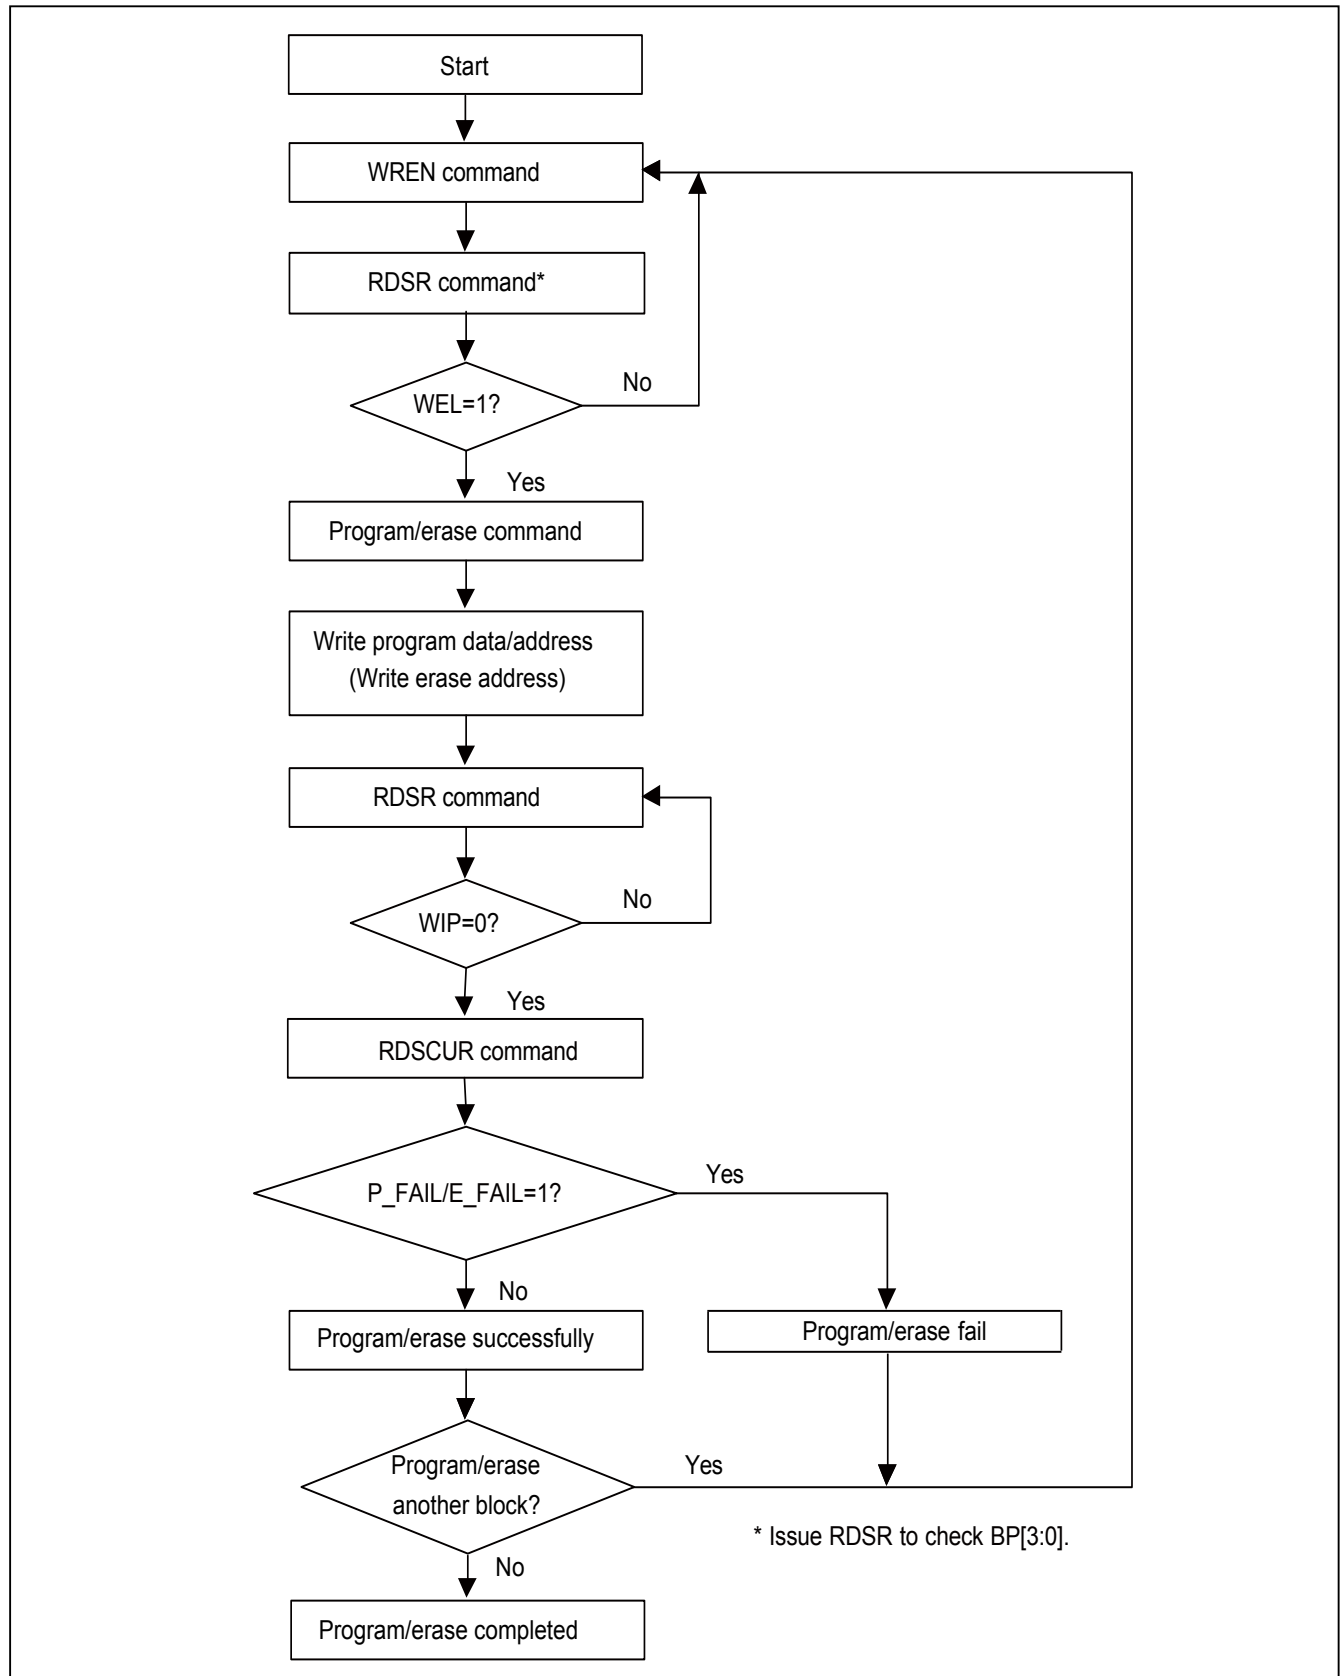 Start
WREN command
RDSR command*
WEL=1?
No
Yes
Program/erase command
Write program data/address
(Write erase address)
RDSR command
WIP=0?
No
Yes
RDSCUR command
P_FAIL/E_FAIL=1?
Yes
No
Program/erase successfully
Program/erase fail
Program/erase
another block?
Yes
* Issue RDSR to check BP[3:0].
No
Program/erase completed